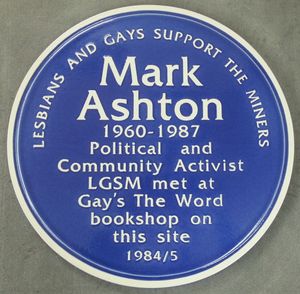 LESBIANS AND GAYS SUPPORT THE MINERS
Mark
Ashton
1960-1987
Political and
Community Activist
LGSM met at
Gay's The Word
bookshop on
this site
1984/5